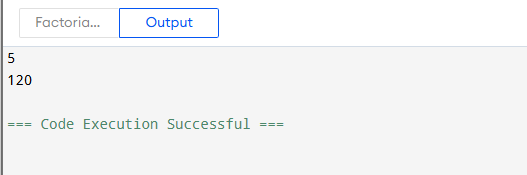 Factoria... Output
5
120
=== Code Execution Successful ===